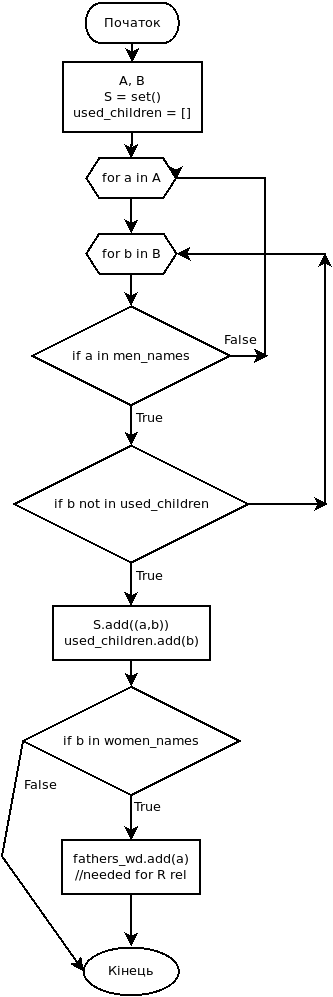 Початок
A, B
S = set()
used_children = []
for a in A
for b in B
if a in men_names
False
True
if b not in used_children
True
S.add((a,b))
used_children.add(b)
if b in women_names
False
True
fathers_wd.add(a)
//needed for R rel
Кінець